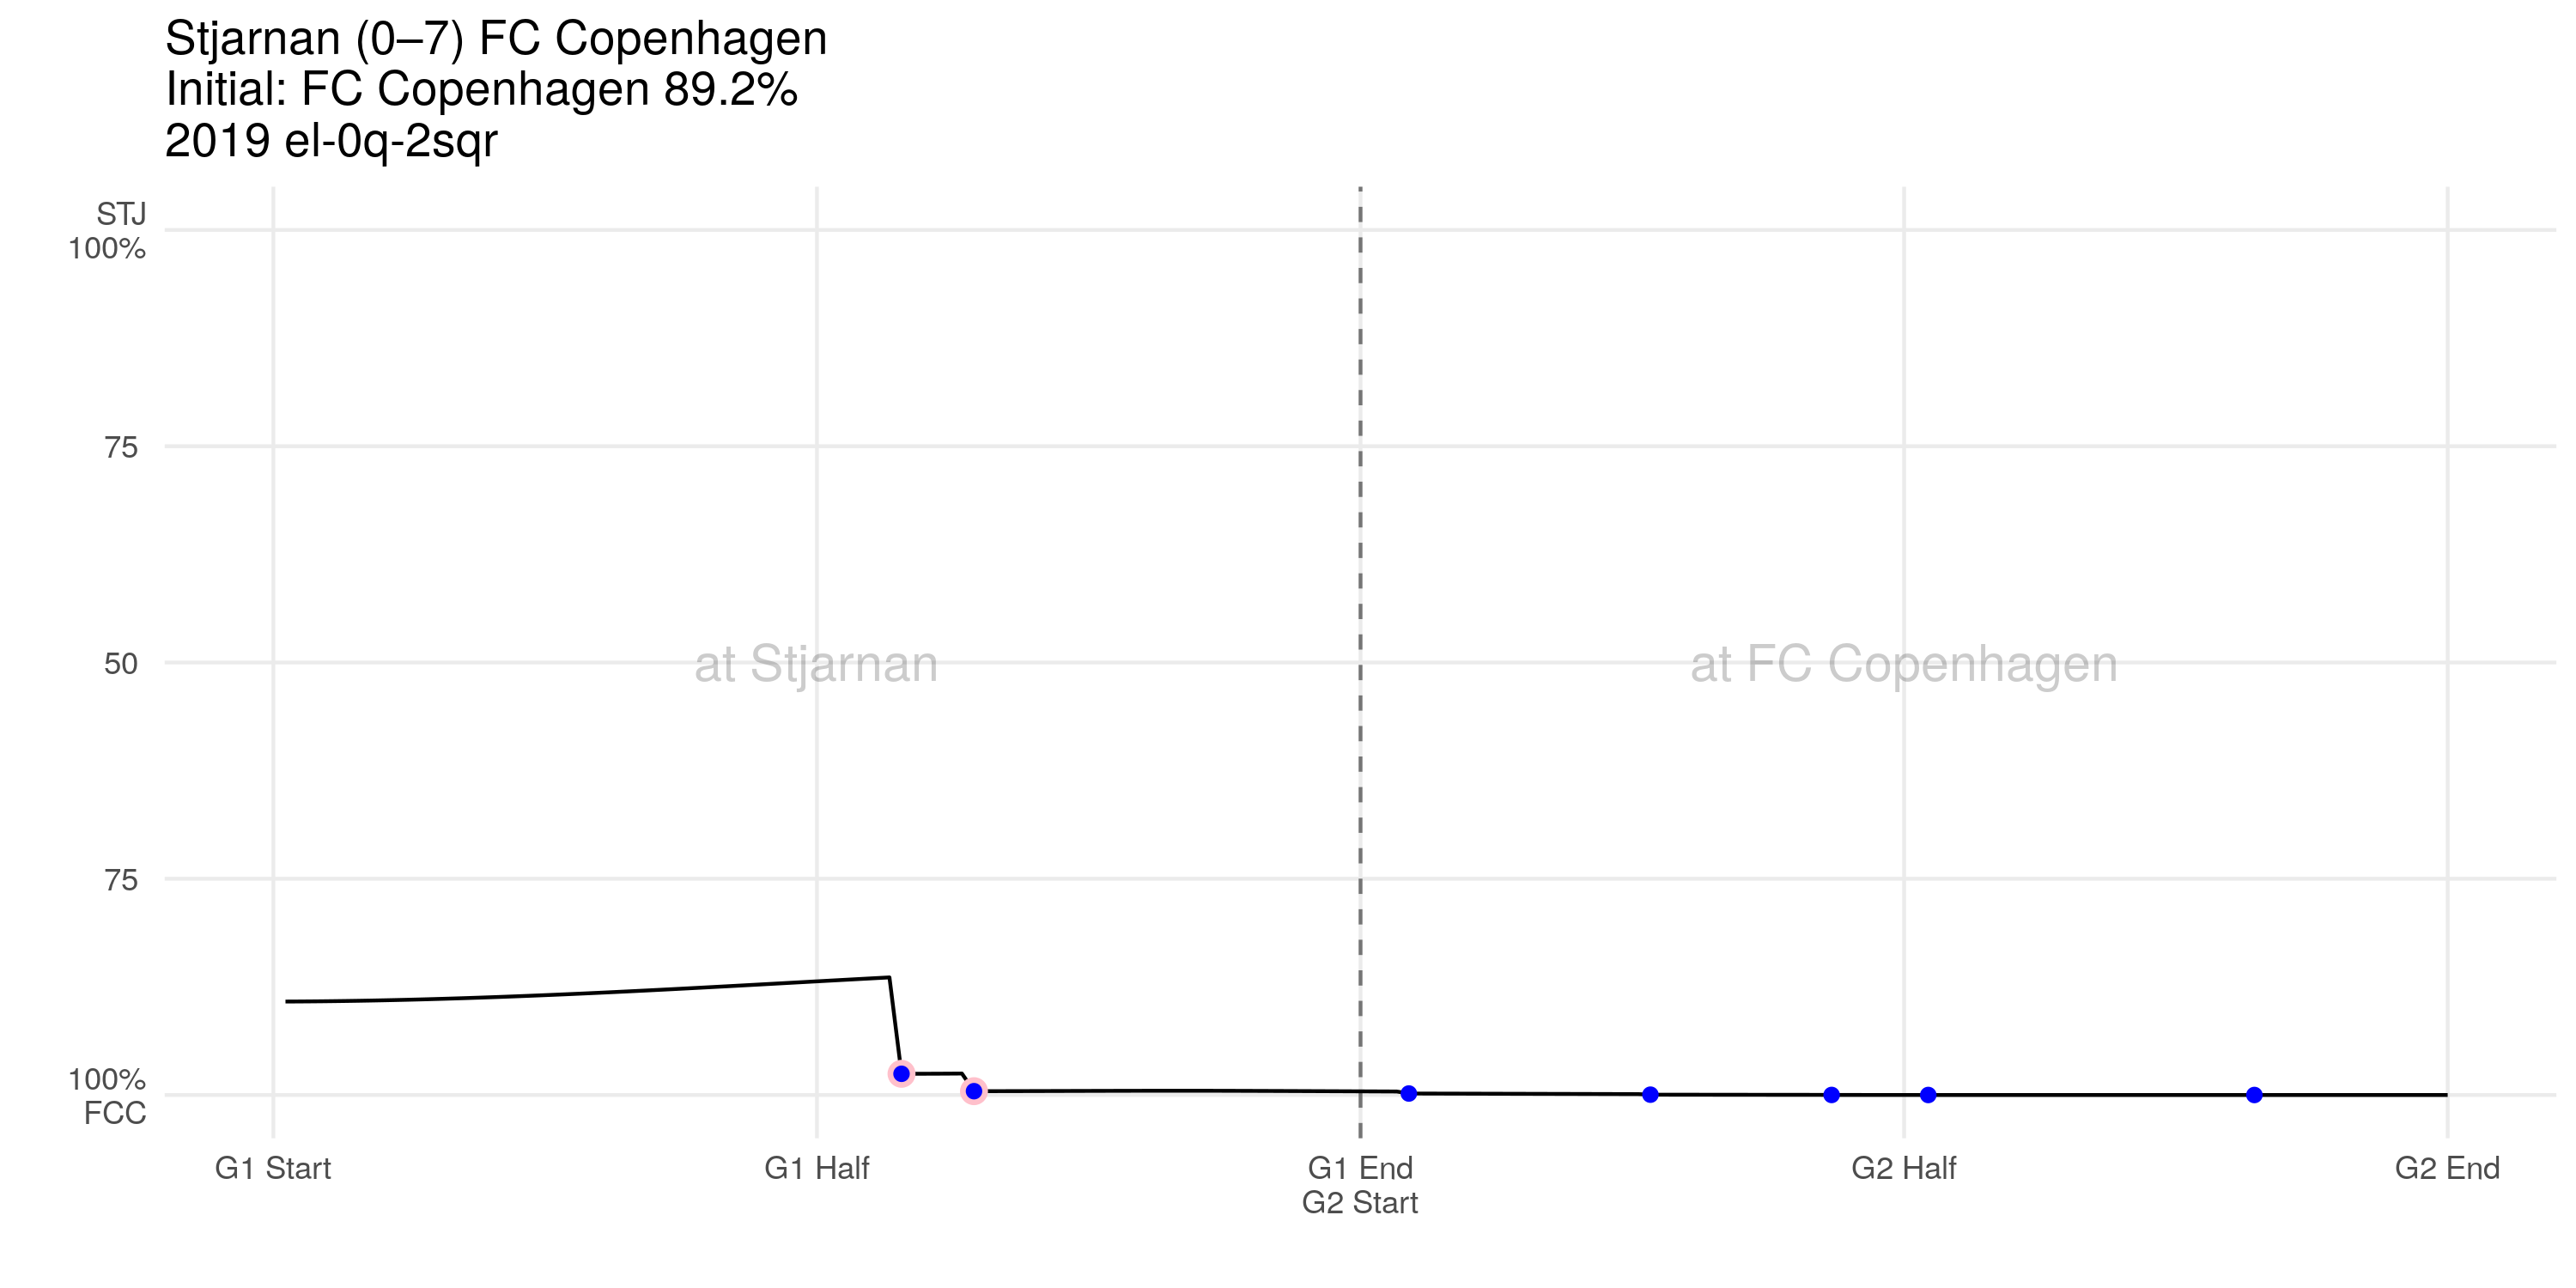 Stjarnan (0–7) FC Copenhagen
Initial: FC Copenhagen 89.2%
2019 el-0q-2sqr
STJ
100%
75
50
at Stjarnan
at FC Copenhagen
75
100%
FCC
G1 Start
G1 Half
G1 End
G2 Start
G2 Half
G2 End